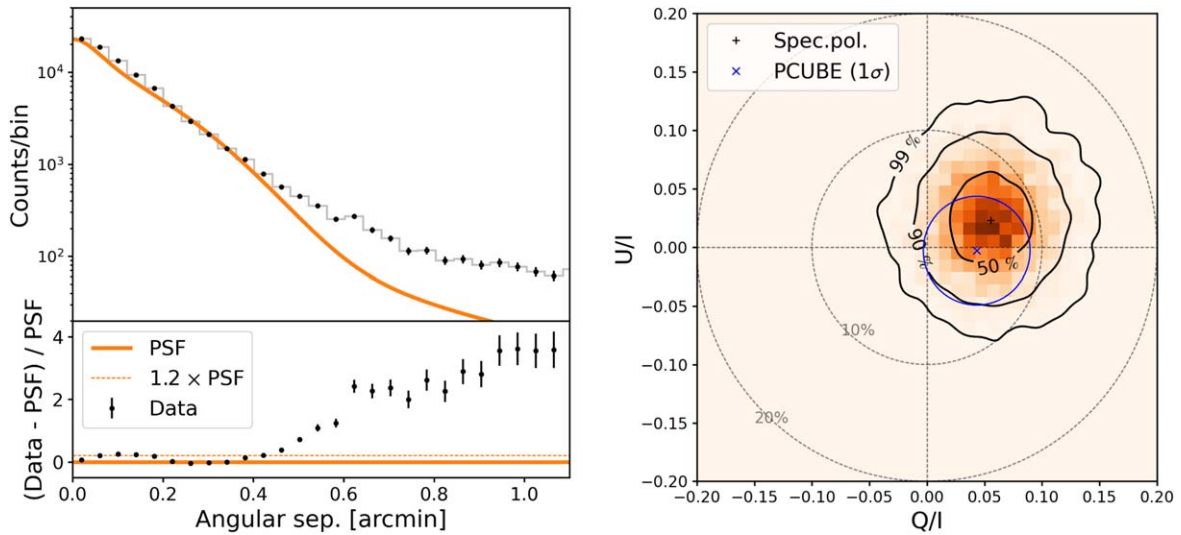 10⁴
10³
10²
Counts/bin
4
2
0
(Data - PSF) / PSF
PSF
1.2 × PSF
Data
0.0 0.2 0.4 0.6 0.8 1.0
Angular sep. [arcmin]
Spec.pol.
PCUBE (1σ)
99 %
90 %
50 %
10%
20%
0.20
0.15
0.10
0.05
0.00
−0.05
−0.10
−0.15
−0.20
U/I
−0.20 −0.15 −0.10 −0.05 0.00 0.05 0.10 0.15 0.20
Q/I